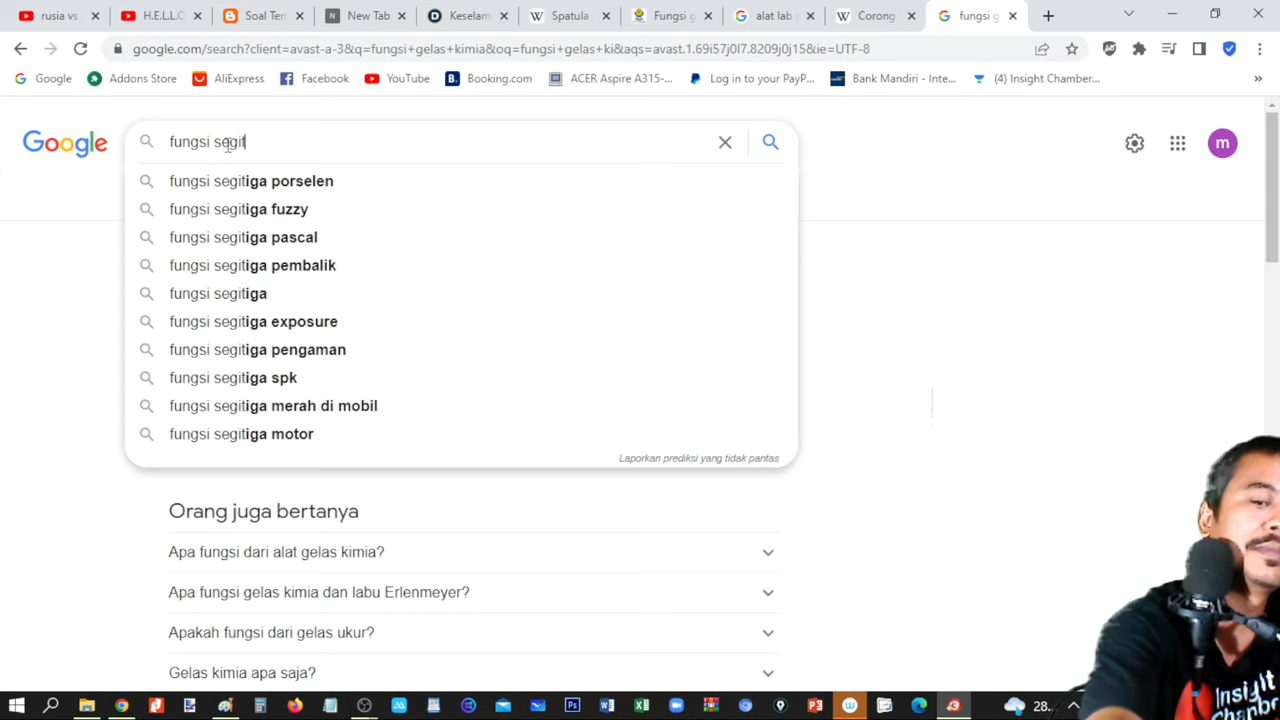 rusia vs
H.E.L.L.O
Soal Ter
New Tab
Keselam
Spatula
Fungsi g
alat lab
Corong
fungsi g
google.com/search?client=avast-a-3&q=fungsi+gelas+kimia&oq=fungsi+gelas+ki&aqs=avast.1.69i57j0l7.8209j0j15&ie=UTF-8
Google
Addons Store
AliExpress
Facebook
YouTube
Booking.com
ACER Aspire A315-...
Log in to your PayP...
Bank Mandiri - Inte...
(4) Insight Chamber...
»
Google
fungsi segit
m
fungsi segitiga porselen
fungsi segitiga fuzzy
fungsi segitiga pascal
fungsi segitiga pembalik
fungsi segitiga
fungsi segitiga exposure
fungsi segitiga pengaman
fungsi segitiga spk
fungsi segitiga merah di mobil
fungsi segitiga motor
Laporkan prediksi yang tidak pantas
Orang juga bertanya
Apa fungsi dari alat gelas kimia?
Apa fungsi gelas kimia dan labu Erlenmeyer?
Apakah fungsi dari gelas ukur?
Gelas kimia apa saja?
28..
Insight